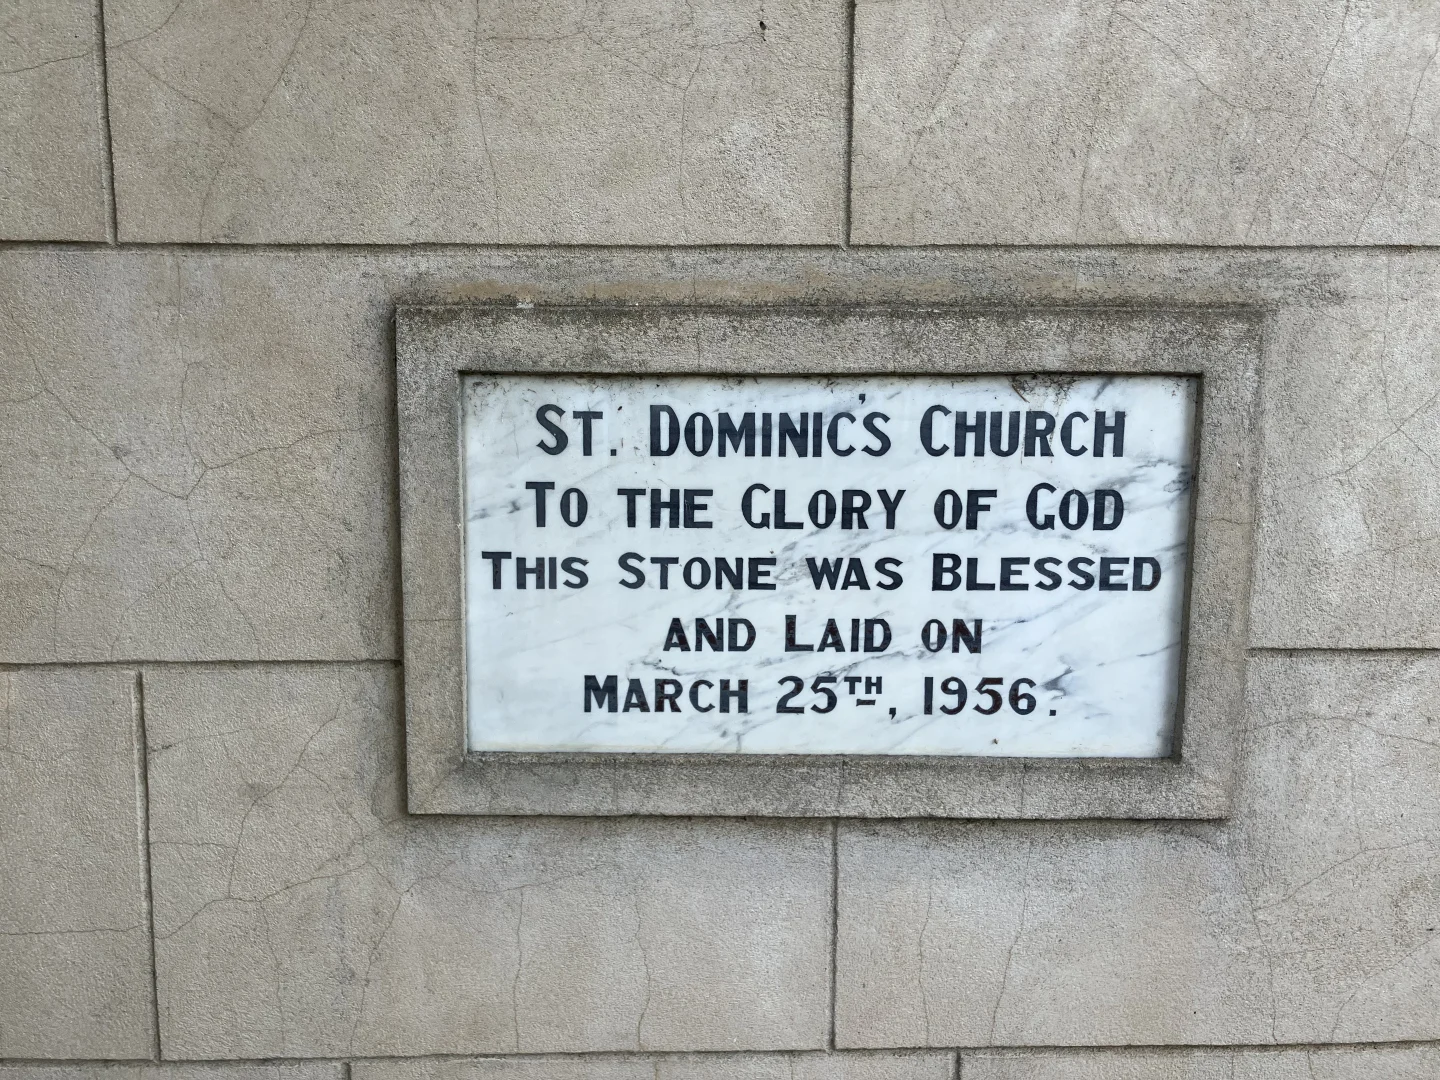 ST. DOMINIC'S CHURCH
TO THE GLORY OF GOD
THIS STONE WAS BLESSED
AND LAID ON
MARCH 25TH, 1956.